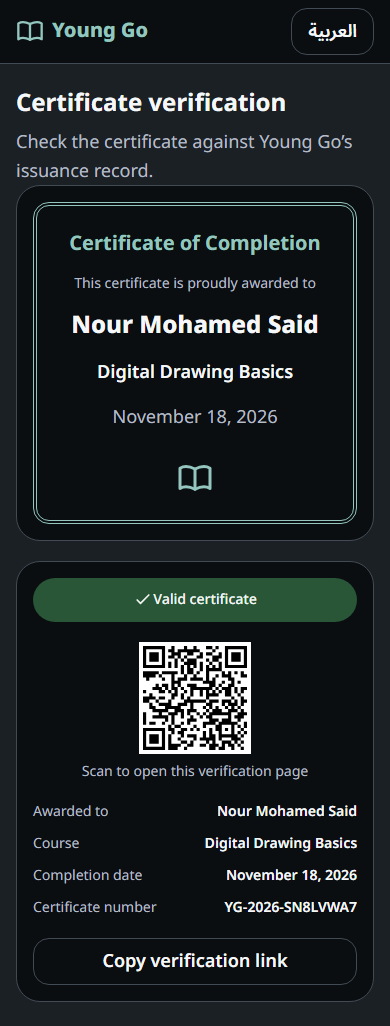 Young Go
العربية
Certificate verification
Check the certificate against Young Go’s
issuance record.
Certificate of Completion
This certificate is proudly awarded to
Nour Mohamed Said
Digital Drawing Basics
November 18, 2026
Valid certificate
Scan to open this verification page
Awarded to Nour Mohamed Said
Course Digital Drawing Basics
Completion date November 18, 2026
Certificate number YG-2026-SN8LVWA7
Copy verification link